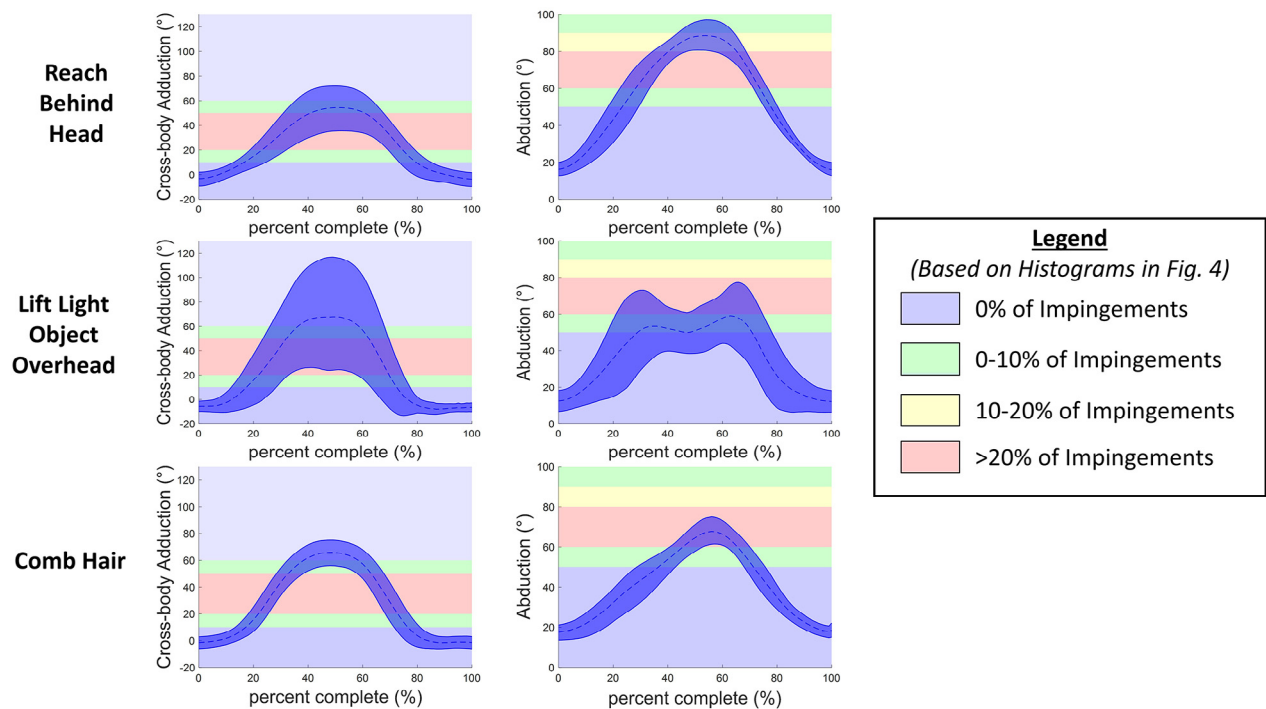 Reach
Behind
Head
Cross-body Adduction (°)
120
100
80
60
40
20
0
-20
0 20 40 60 80 100
percent complete (%)
Abduction (°)
100
80
60
40
20
0
0 20 40 60 80 100
percent complete (%)
Lift Light
Object
Overhead
Cross-body Adduction (°)
120
100
80
60
40
20
0
-20
0 20 40 60 80 100
percent complete (%)
Abduction (°)
100
80
60
40
20
0
0 20 40 60 80 100
percent complete (%)
Comb Hair
Cross-body Adduction (°)
120
100
80
60
40
20
0
-20
0 20 40 60 80 100
percent complete (%)
Abduction (°)
100
80
60
40
20
0
0 20 40 60 80 100
percent complete (%)
Legend
(Based on Histograms in Fig. 4)
0% of Impingements
0-10% of Impingements
10-20% of Impingements
>20% of Impingements